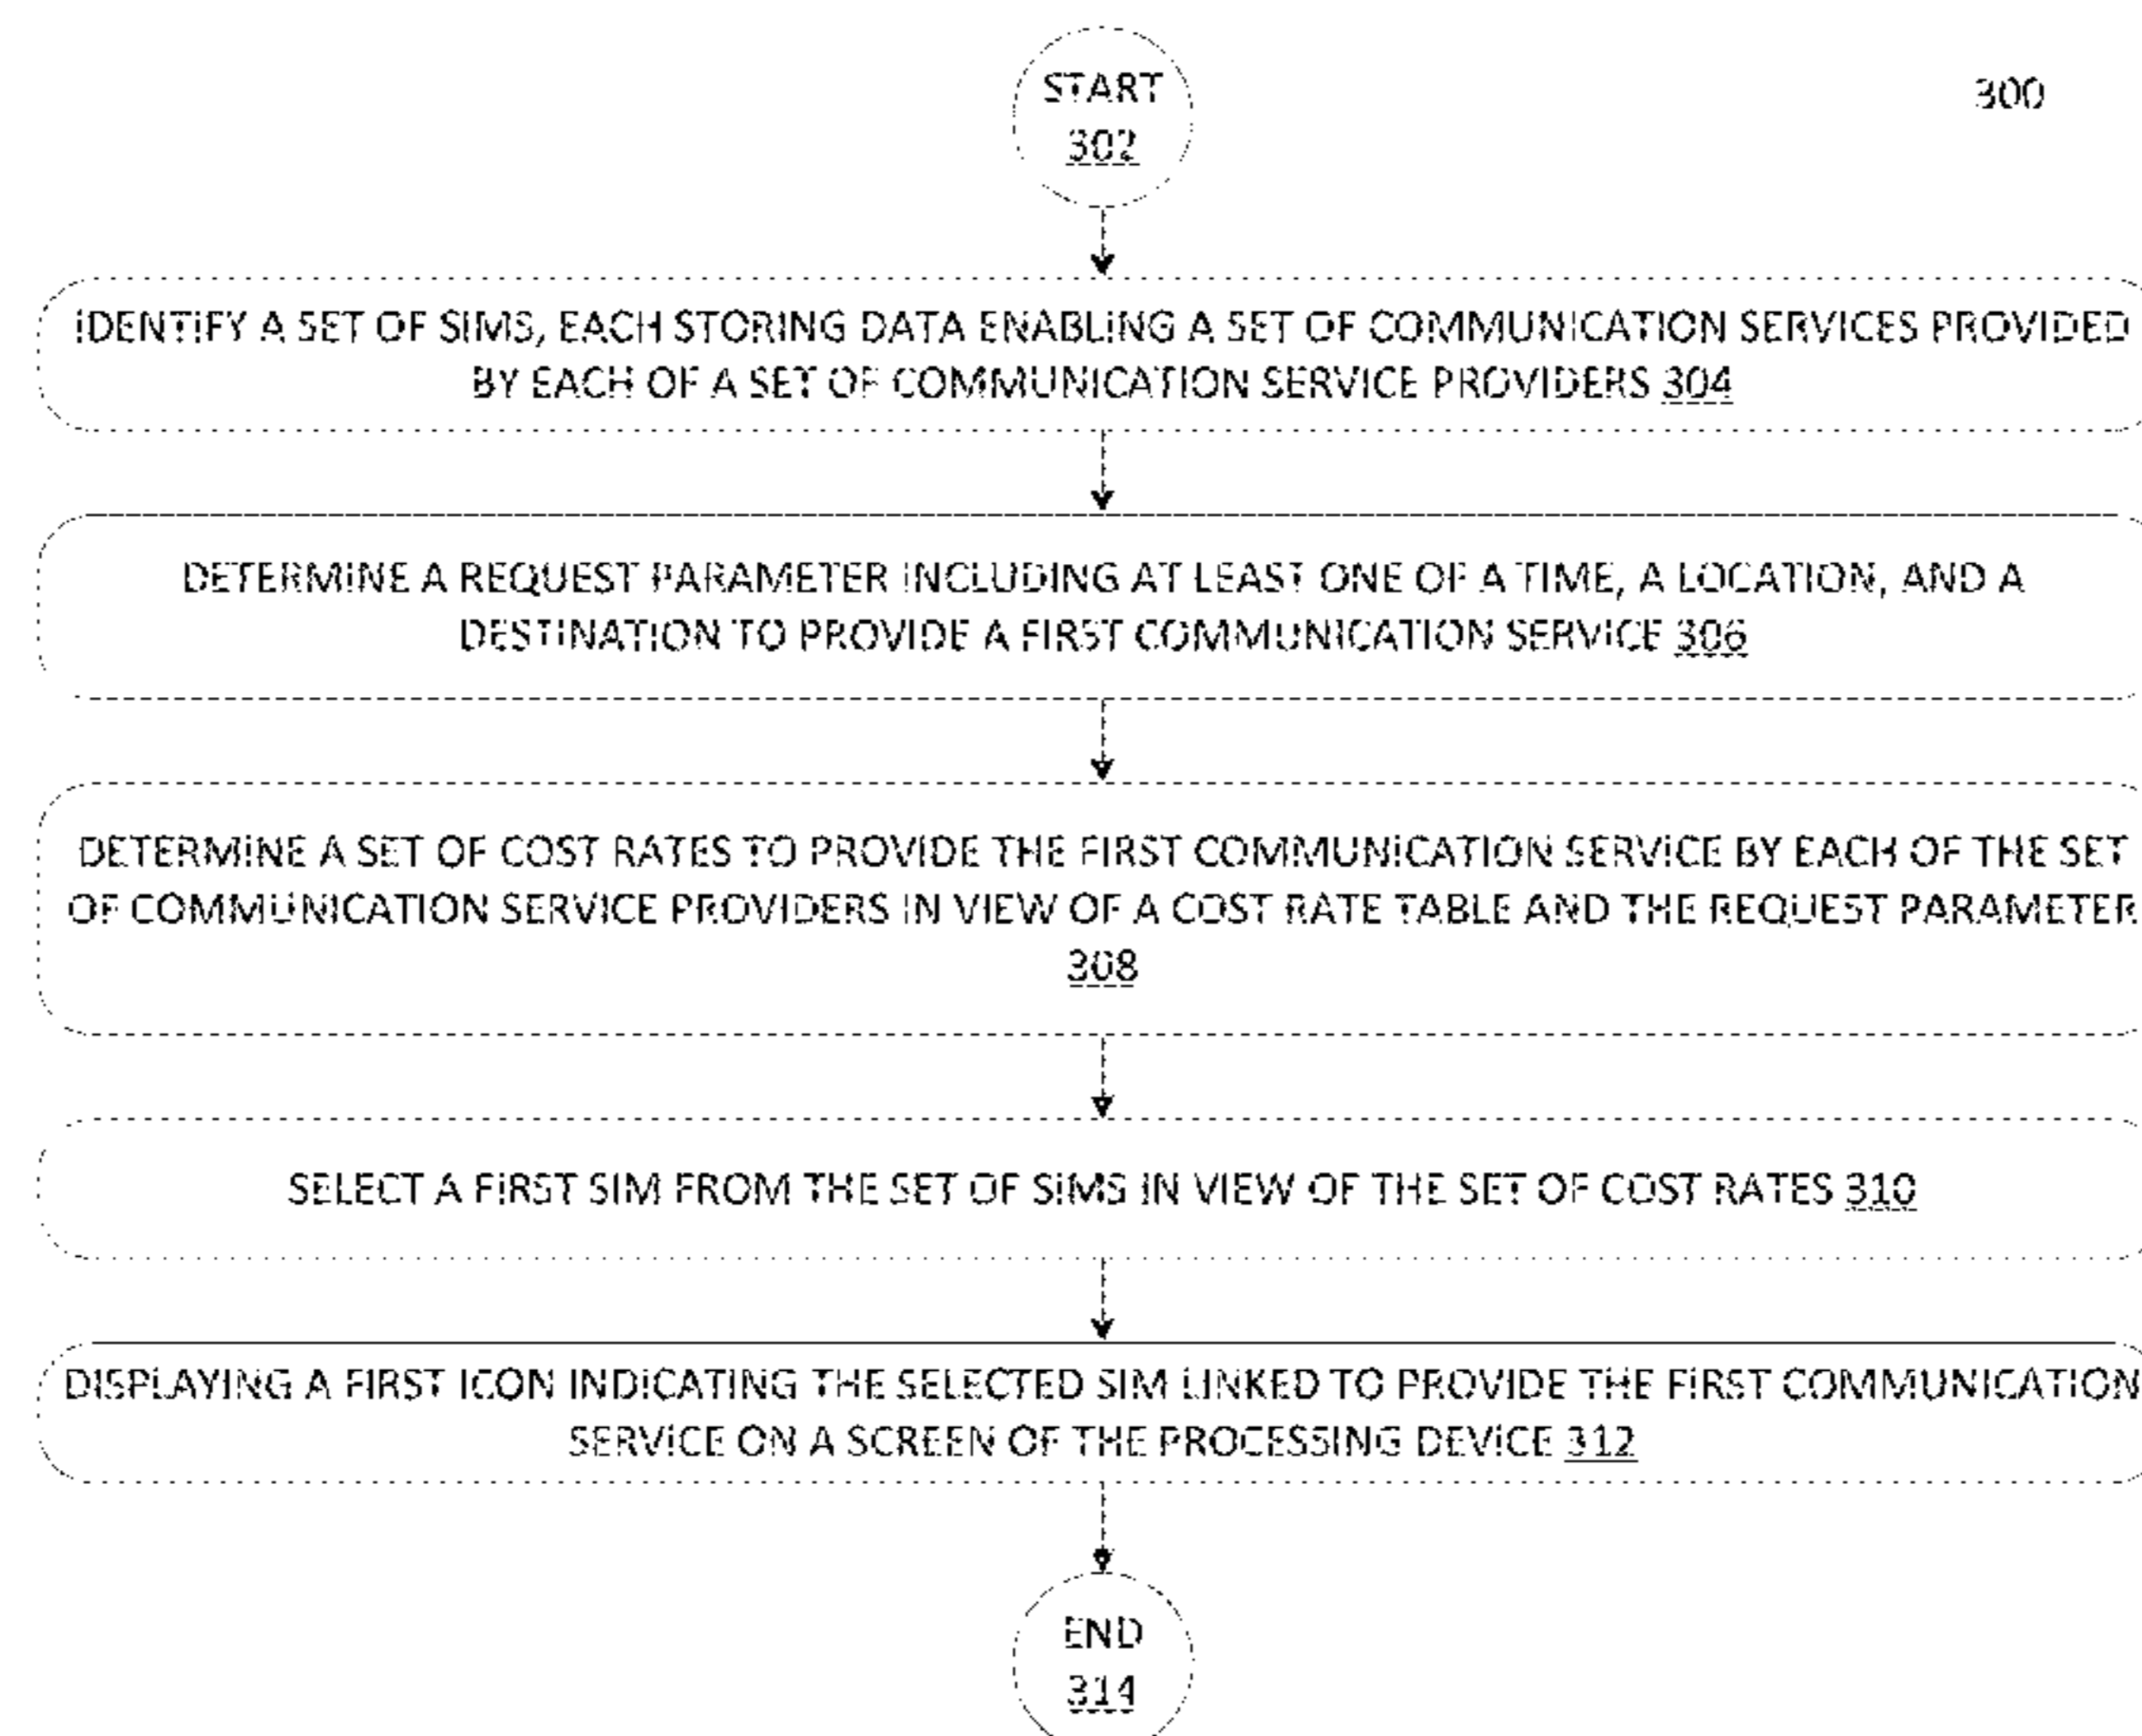 START
300
302
IDENTIFY A SET OF SIMS, EACH STORING DATA ENABLING A SET OF COMMUNICATION SERVICES PROVIDED
BY EACH OF A SET OF COMMUNICATION SERVICE PROVIDERS 304
DETERMINE A REQUEST PARAMETER INCLUDING AT LEAST ONE OF A TIME, A LOCATION, AND A
DESTINATION TO PROVIDE A FIRST COMMUNICATION SERVICE 306
DETERMINE A SET OF COST RATES TO PROVIDE THE FIRST COMMUNICATION SERVICE BY EACH OF THE SET
OF COMMUNICATION SERVICE PROVIDERS IN VIEW OF A COST RATE TABLE AND THE REQUEST PARAMETER
308
SELECT A FIRST SIM FROM THE SET OF SIMS IN VIEW OF THE SET OF COST RATES 310
DISPLAYING A FIRST ICON INDICATING THE SELECTED SIM LINKED TO PROVIDE THE FIRST COMMUNICATION
SERVICE ON A SCREEN OF THE PROCESSING DEVICE 312
END
314